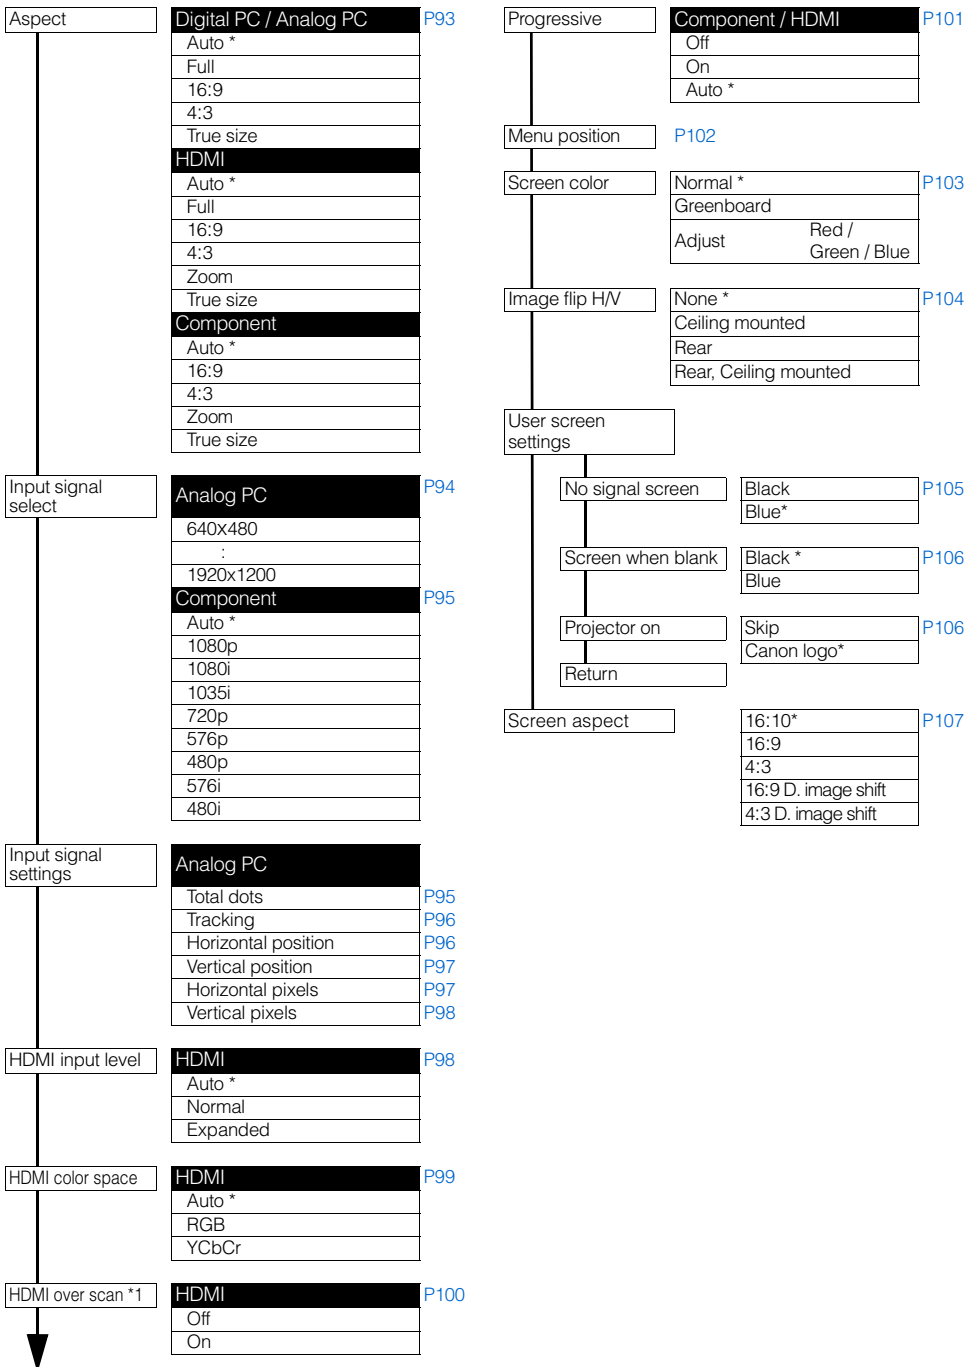 Aspect
Digital PC / Analog PC P93
Auto *
Full
16:9
4:3
True size
HDMI
Auto *
Full
16:9
4:3
Zoom
True size
Component
Auto *
16:9
4:3
Zoom
True size
Input signal
select
Analog PC P94
640x480
:
1920x1200
Component P95
Auto *
1080p
1080i
1035i
720p
576p
480p
576i
480i
Input signal
settings
Analog PC
Total dots P95
Tracking P96
Horizontal position P96
Vertical position P97
Horizontal pixels P97
Vertical pixels P98
HDMI input level
HDMI P98
Auto *
Normal
Expanded
HDMI color space
HDMI P99
Auto *
RGB
YCbCr
HDMI over scan *1
HDMI P100
Off
On
Progressive
Component / HDMI P101
Off
On
Auto *
Menu position P102
Screen color
Normal * P103
Greenboard
Adjust
Red /
Green / Blue
Image flip H/V
None * P104
Ceiling mounted
Rear
Rear, Ceiling mounted
User screen
settings
No signal screen
Black P105
Blue*
Screen when blank
Black * P106
Blue
Projector on
Skip P106
Canon logo*
Return
Screen aspect
16:10* P107
16:9
4:3
16:9 D. image shift
4:3 D. image shift